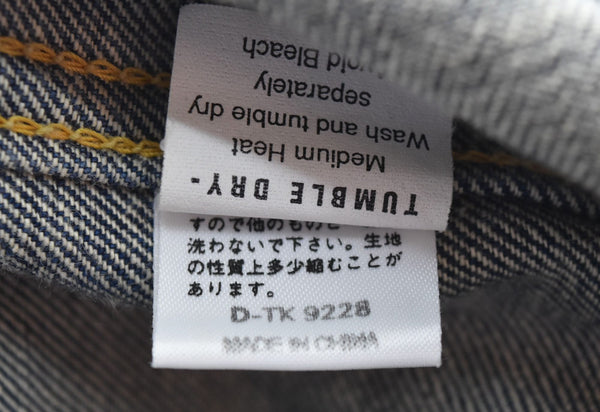 TUMBLE DRY-
Medium Heat
Wash and tumble dry
separately
Avoid Bleach
すので他のものと
洗わないで下さい。生地
の性質上多少縮むことが
あります。
D-TK 9228
MADE IN CHINA